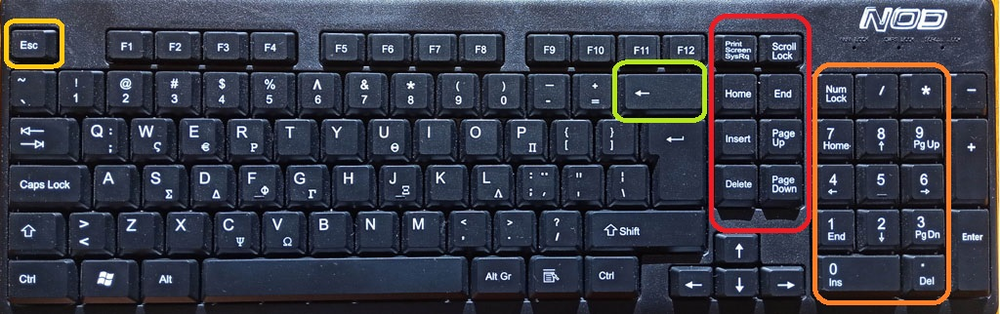 NOD
Esc F1 F2 F3 F4 F5 F6 F7 F8 F9 F10 F11 F12 Print Screen SysRq Scroll Lock
~ ` ! 1 @ 2 # 3 $ 4 % 5 Λ 6 & 7 * 8 ( 9 ) 0 _ - + = ← Home End Num Lock / * -
Q : ; W ς E € R Ρ T Y U Θ I O P Π { [ } ] ↵ Insert Page Up 7 Home 8 ↑ 9 Pg Up +
Caps Lock A S Σ D Δ F Φ G Γ H J Ξ K L Λ : ; " ' | \ Delete Page Down 4 ← 5 6 →
⇧ > < Z X C Ψ V Ω B N M < , > . ? / ⇧ Shift ↑ 1 End 2 ↓ 3 Pg Dn Enter
Ctrl Alt Alt Gr Ctrl ← ↓ → 0 Ins . Del